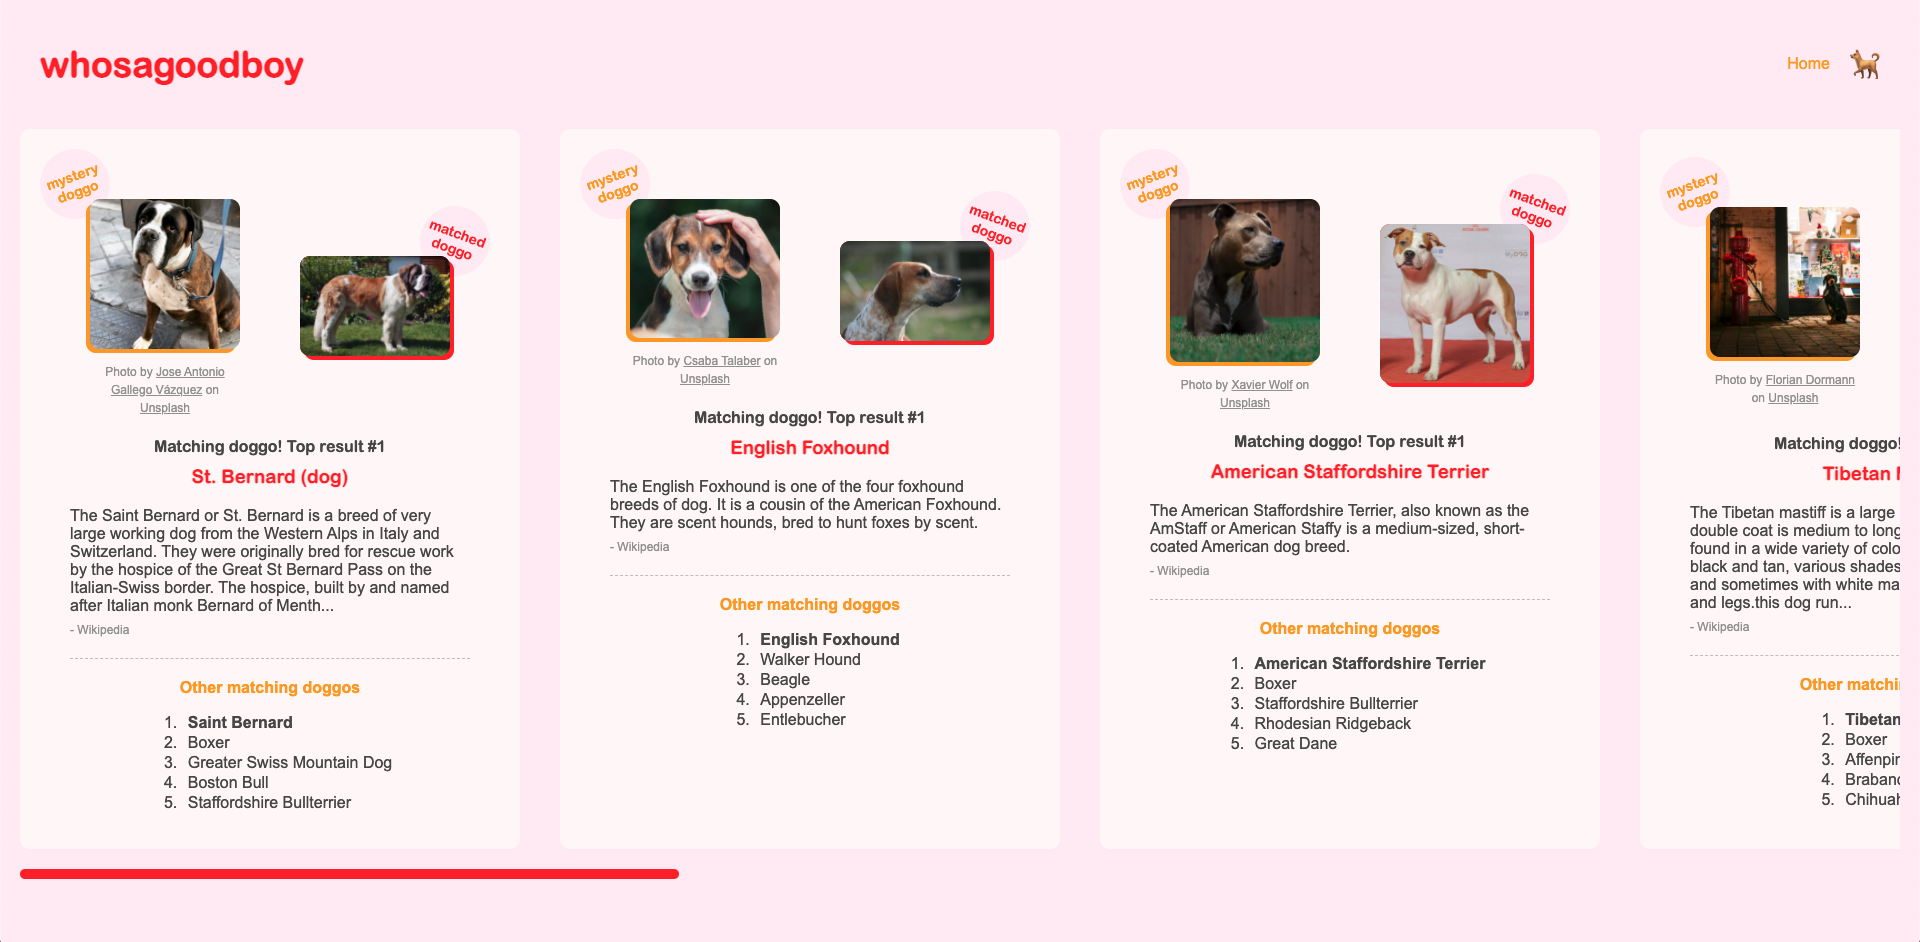 whosagoodboy
Home
mystery
doggo
matched
doggo
Photo by Jose Antonio
Gallego Vázquez on
Unsplash
Matching doggo! Top result #1
St. Bernard (dog)
The Saint Bernard or St. Bernard is a breed of very
large working dog from the Western Alps in Italy and
Switzerland. They were originally bred for rescue work
by the hospice of the Great St Bernard Pass on the
Italian-Swiss border. The hospice, built by and named
after Italian monk Bernard of Menth...
- Wikipedia
Other matching doggos
1. Saint Bernard
2. Boxer
3. Greater Swiss Mountain Dog
4. Boston Bull
5. Staffordshire Bullterrier
mystery
doggo
matched
doggo
Photo by Csaba Talaber on
Unsplash
Matching doggo! Top result #1
English Foxhound
The English Foxhound is one of the four foxhound
breeds of dog. It is a cousin of the American Foxhound.
They are scent hounds, bred to hunt foxes by scent.
- Wikipedia
Other matching doggos
1. English Foxhound
2. Walker Hound
3. Beagle
4. Appenzeller
5. Entlebucher
mystery
doggo
matched
doggo
Photo by Xavier Wolf on
Unsplash
Matching doggo! Top result #1
American Staffordshire Terrier
The American Staffordshire Terrier, also known as the
AmStaff or American Staffy is a medium-sized, short-
coated American dog breed.
- Wikipedia
Other matching doggos
1. American Staffordshire Terrier
2. Boxer
3. Staffordshire Bullterrier
4. Rhodesian Ridgeback
5. Great Dane
mystery
doggo
Photo by Florian Dormann
on Unsplash
Matching doggo!
Tibetan
The Tibetan mastiff is a large
double coat is medium to long
found in a wide variety of colo
black and tan, various shades
and sometimes with white ma
and legs.this dog run...
- Wikipedia
Other matchi
1. Tibetan
2. Boxer
3. Affenpin
4. Braban
5. Chihuah